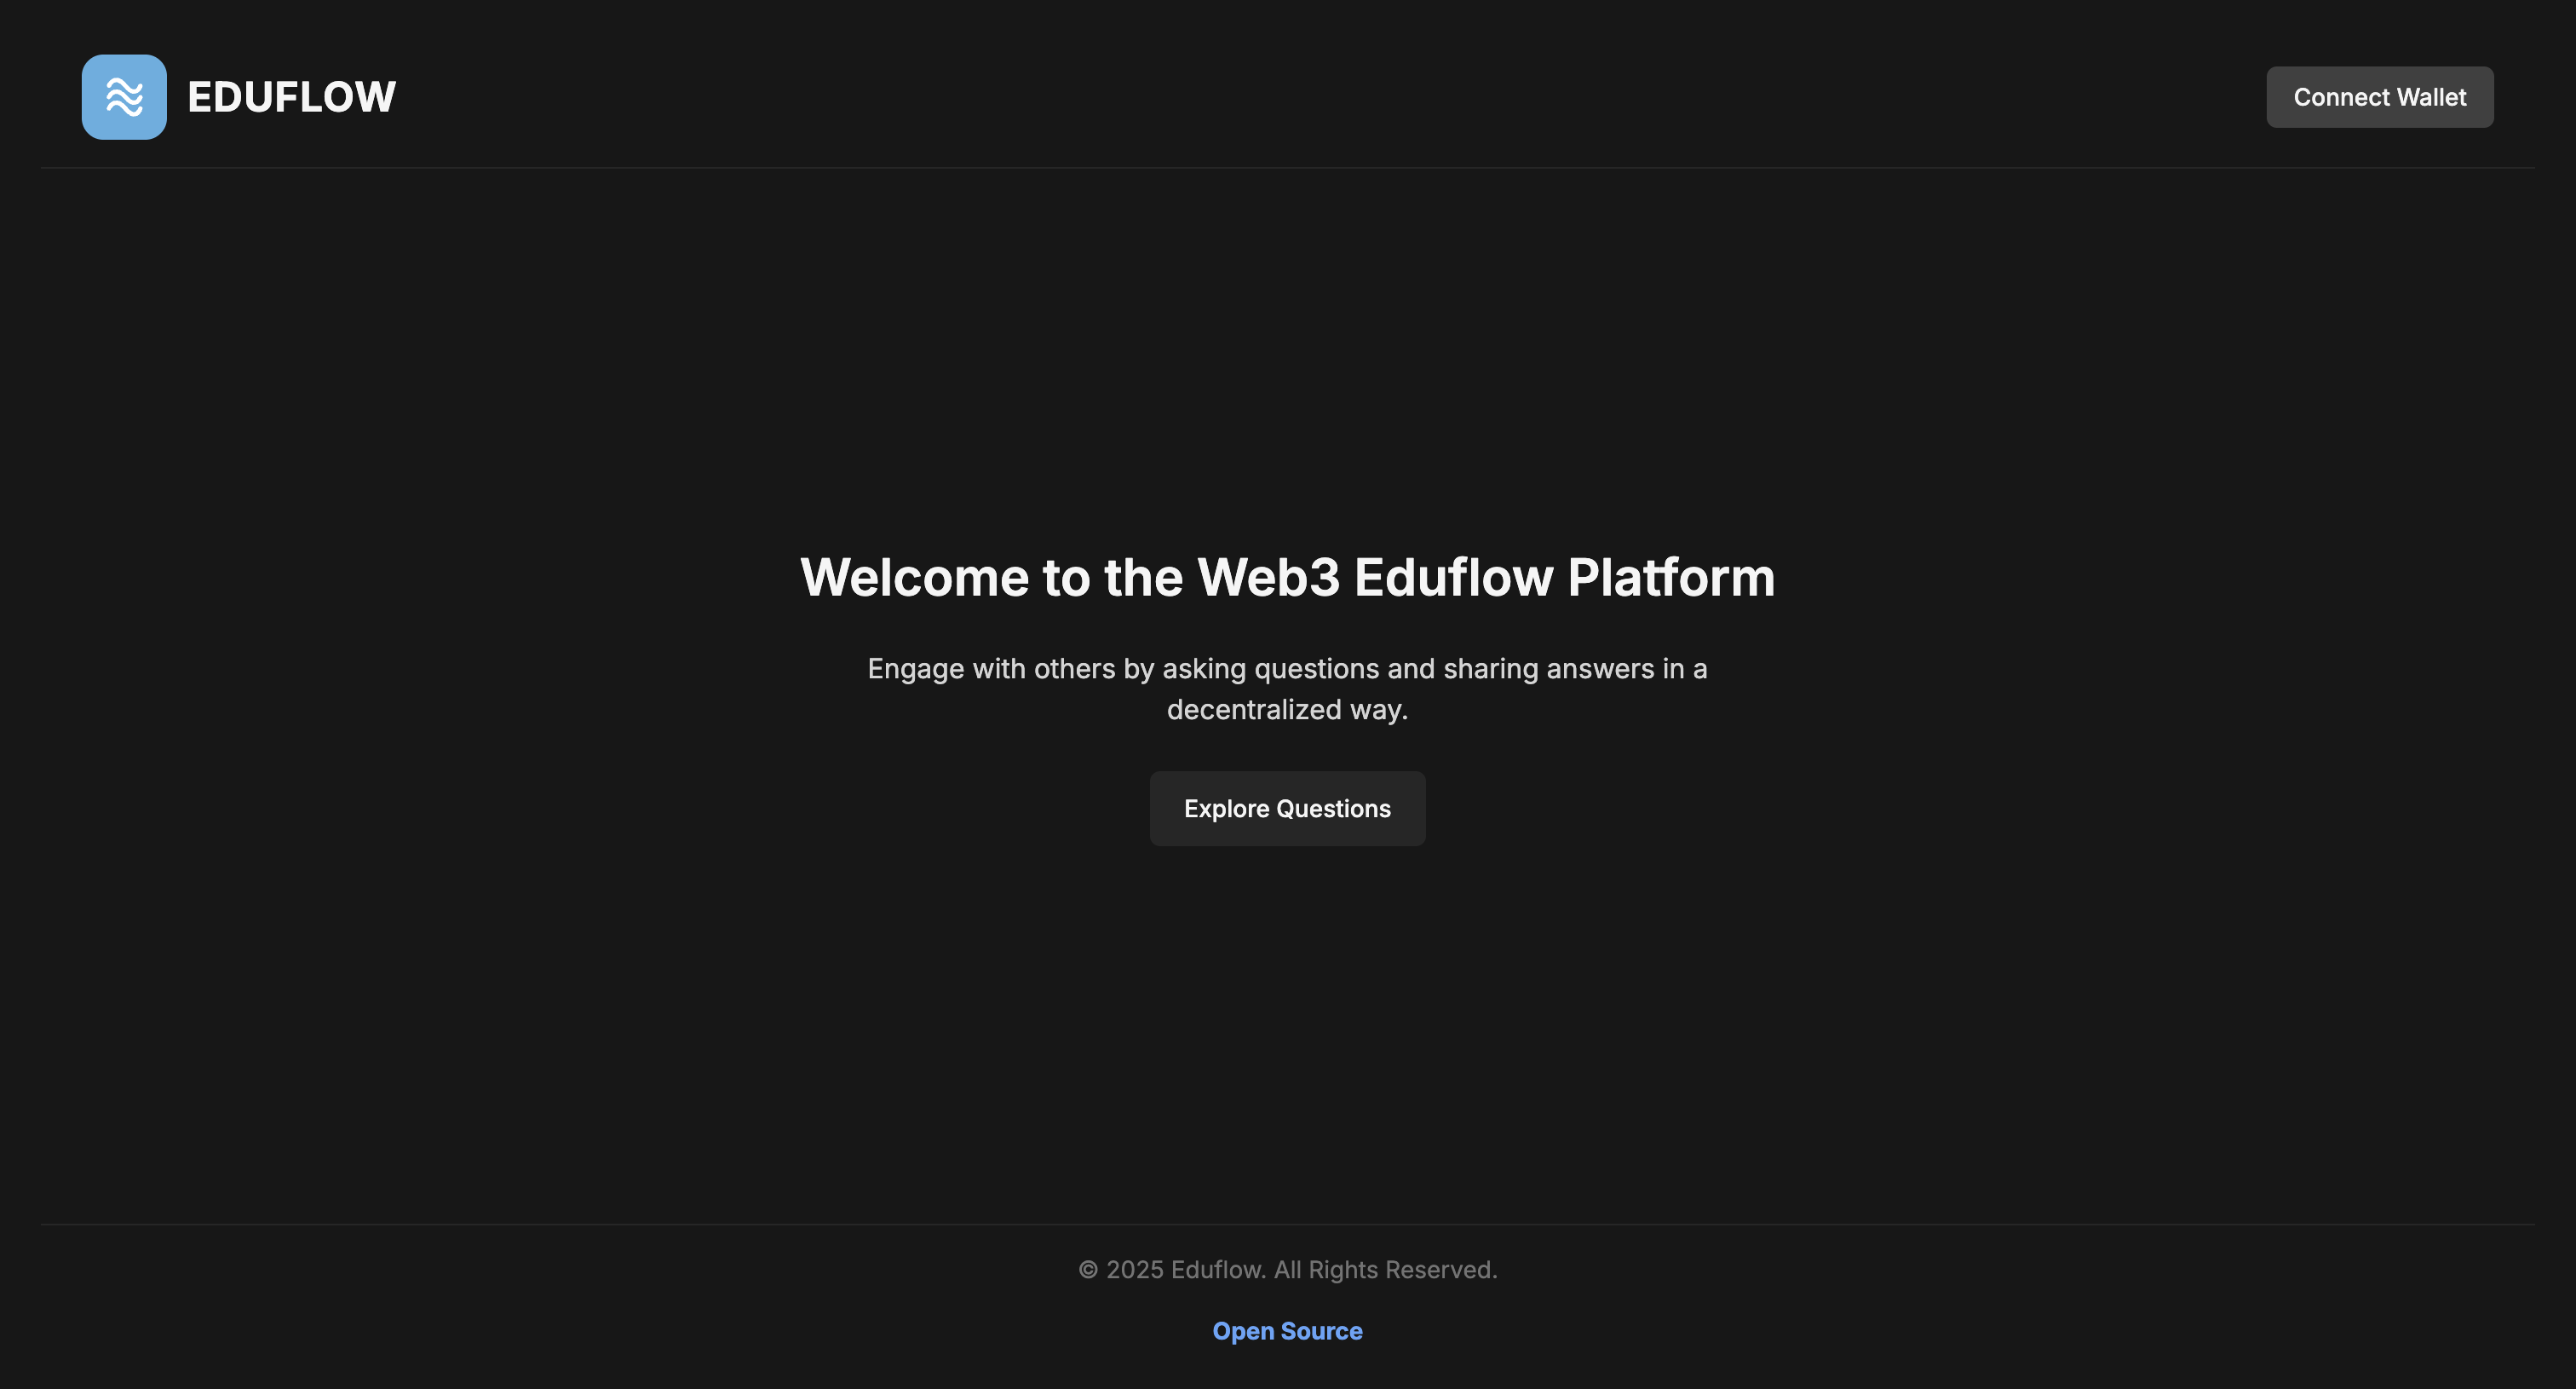 EDUFLOW
Connect Wallet
Welcome to the Web3 Eduflow Platform
Engage with others by asking questions and sharing answers in a
decentralized way.
Explore Questions
© 2025 Eduflow. All Rights Reserved.
Open Source